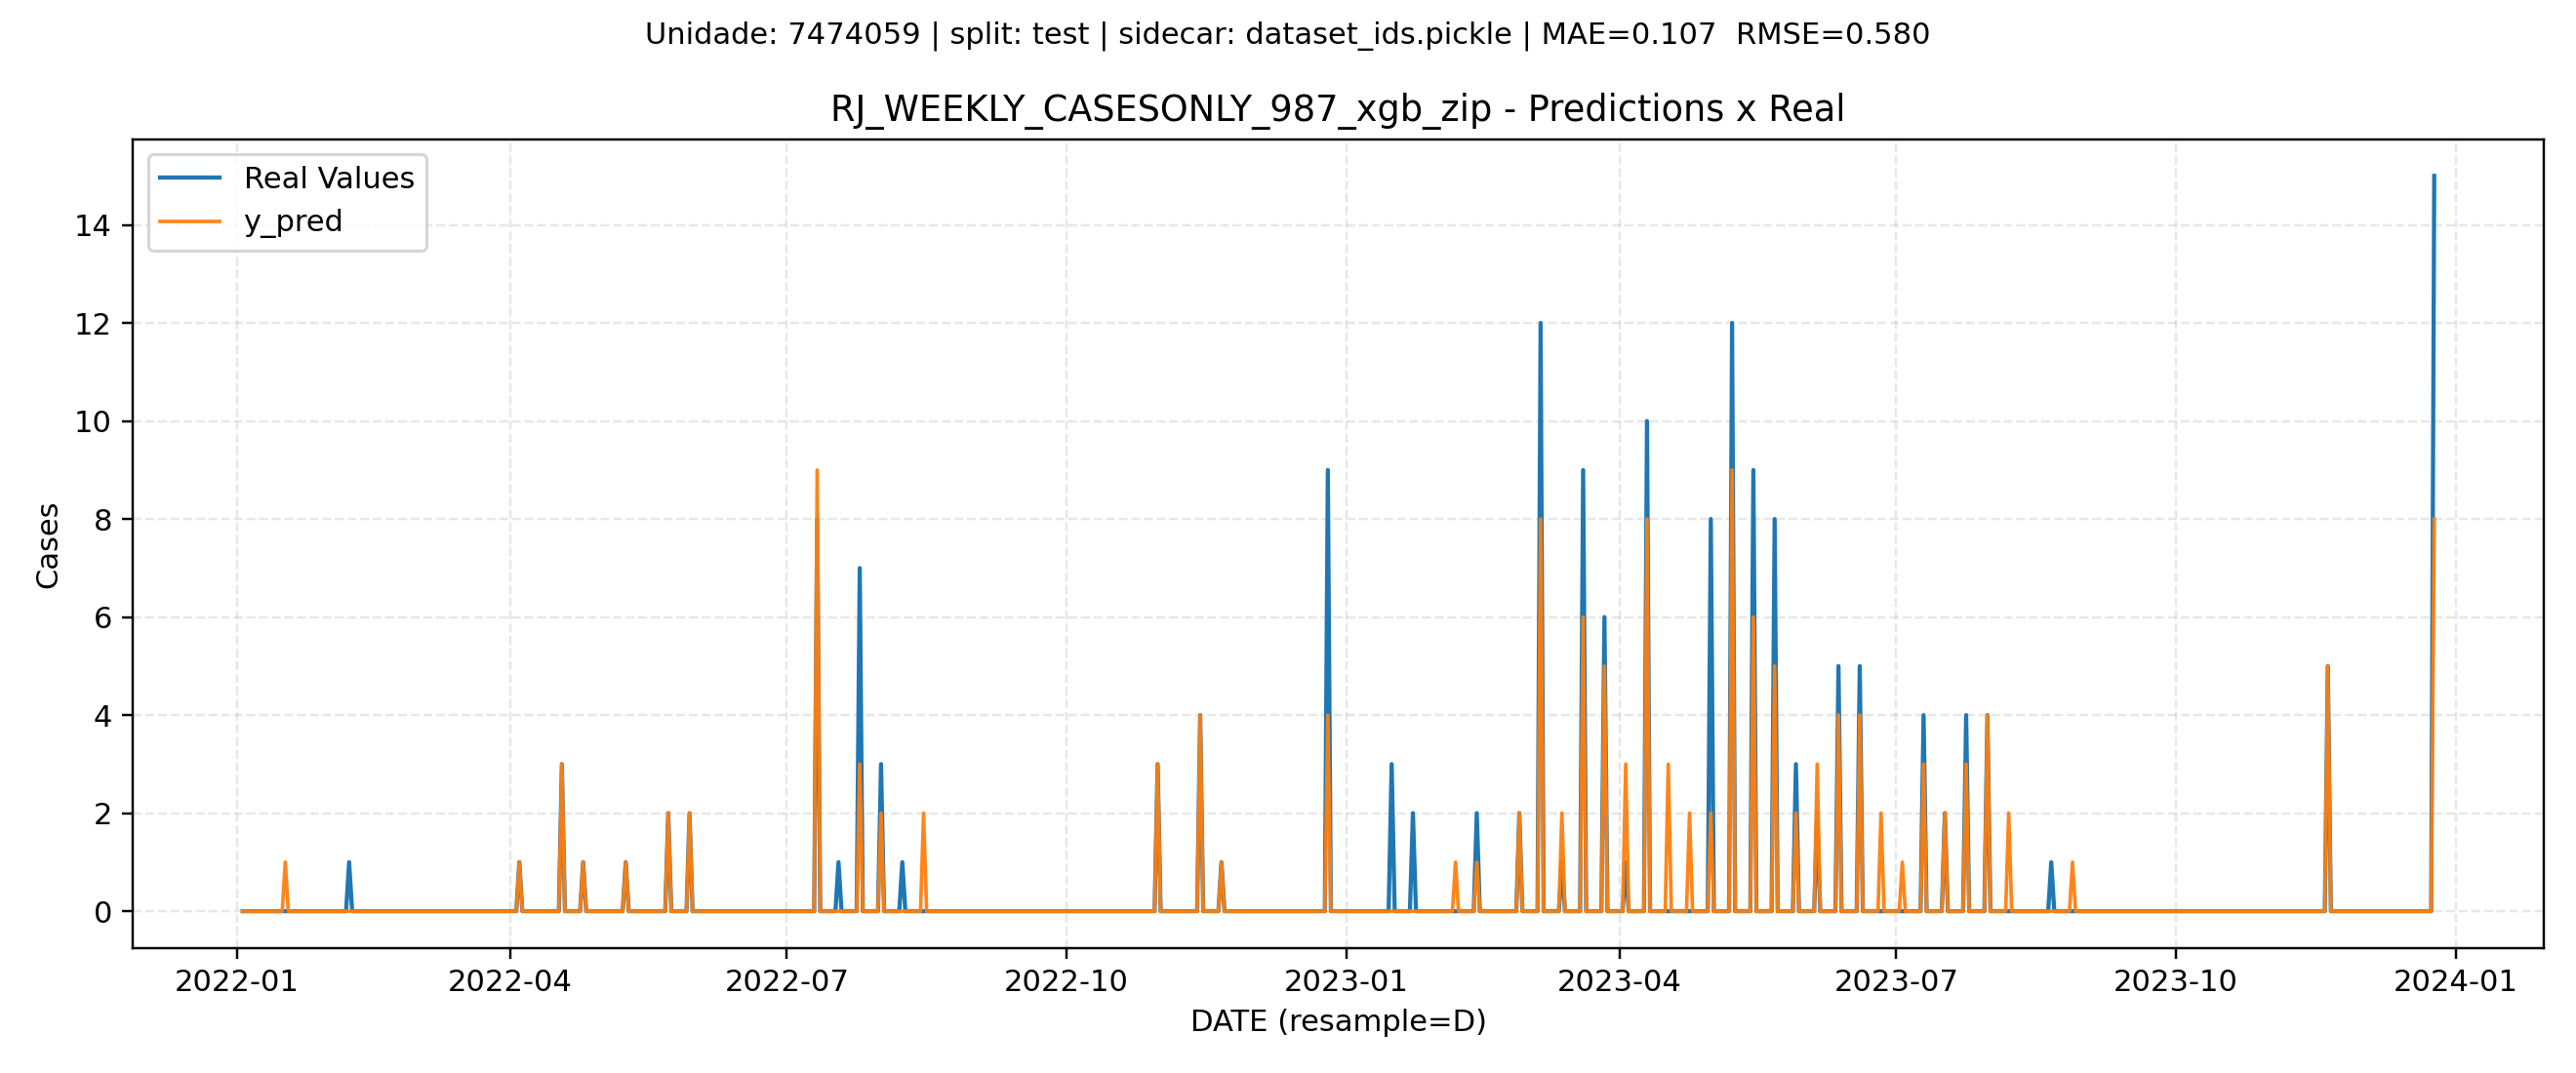 Unidade: 7474059 | split: test | sidecar: dataset_ids.pickle | MAE=0.107  RMSE=0.580
RJ_WEEKLY_CASESONLY_987_xgb_zip - Predictions x Real
Real Values
y_pred
14
12
10
8
6
4
2
0
Cases
2022-01
2022-04
2022-07
2022-10
2023-01
2023-04
2023-07
2023-10
2024-01
DATE (resample=D)